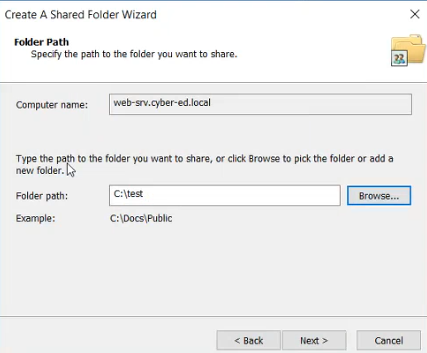 Create A Shared Folder Wizard
Folder Path
Specify the path to the folder you want to share.
Computer name: web-srv.cyber-ed.local
Type the path to the folder you want to share, or click Browse to pick the folder or add a
new folder.
Folder path: C:\test Browse...
Example: C:\Docs\Public
< Back Next > Cancel